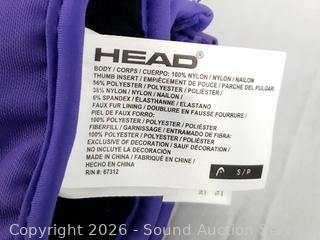 HEAD®
BODY / CORPS / CUERPO: 100% NYLON / NYLON / NAILON
THUMB INSERT / EMPIÈCEMENT DE POUCE / PARCHE DEL PULGAR:
56% POLYESTER / POLYESTER / POLIÉSTER
38% NYLON / NYLON / NAILON
6% SPANDEX / ÉLASTHANNE / ELASTANO
FAUX FUR LINING / DOUBLURE EN FAUSSE FOURRURE /
PIEL DE FAUX FORRO:
100% POLYESTER / POLYESTER / POLIÉSTER
FIBERFILL / GARNISSAGE / ENTRAMADO DE FIBRA:
100% POLYESTER / POLYESTER / POLIÉSTER
EXCLUSIVE OF DECORATION / SAUF DÉCORATION /
NO INCLUYE LA DECORACIÓN
MADE IN CHINA / FABRIQUÉ EN CHINE /
HECHO EN CHINA
R/N #: 67312
S / P
Copyright 2026 - Sound Auction Ser